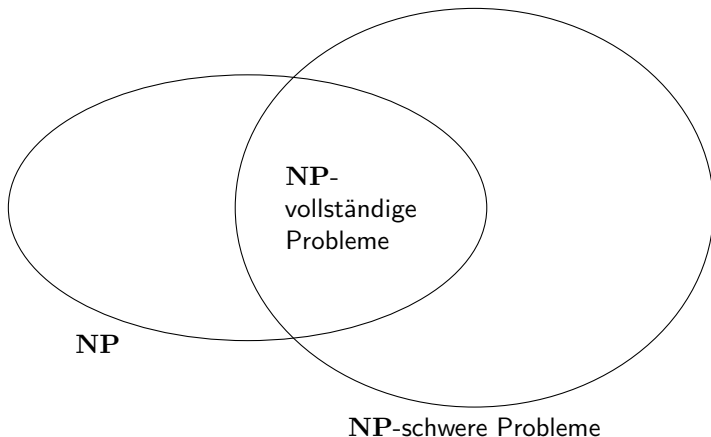 NP-
vollständige
Probleme
NP
NP-schwere Probleme